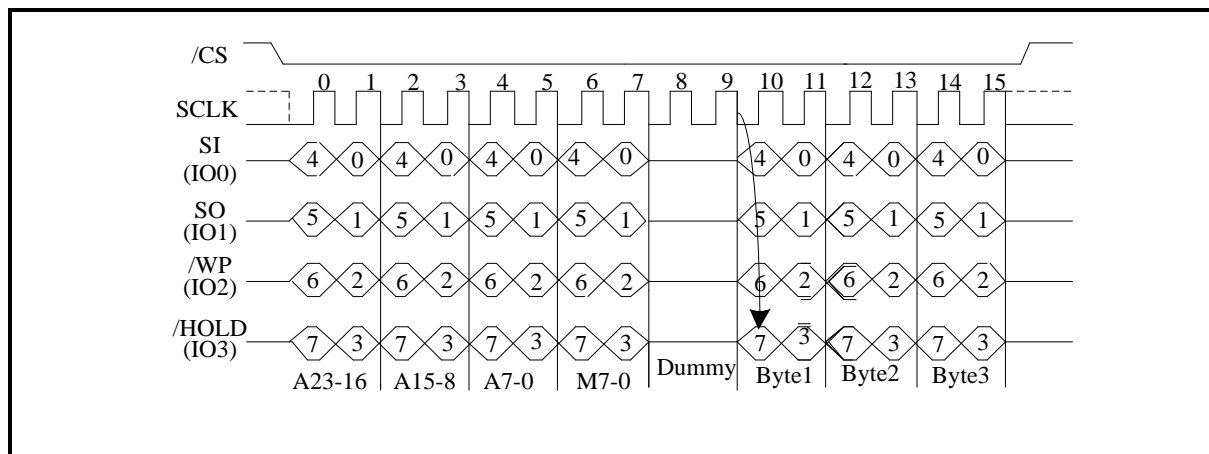 /CS
0 1 2 3 4 5 6 7 8 9 10 11 12 13 14 15
SCLK
SI
(IO0)
4 0 4 0 4 0 4 0 4 0 4 0 4 0
SO
(IO1)
5 1 5 1 5 1 5 1 5 1 5 1 5 1
/WP
(IO2)
6 2 6 2 6 2 6 2 6 2 6 2 6 2
/HOLD
(IO3)
7 3 7 3 7 3 7 3 7 3 7 3 7 3
A23-16 A15-8 A7-0 M7-0 Dummy Byte1 Byte2 Byte3